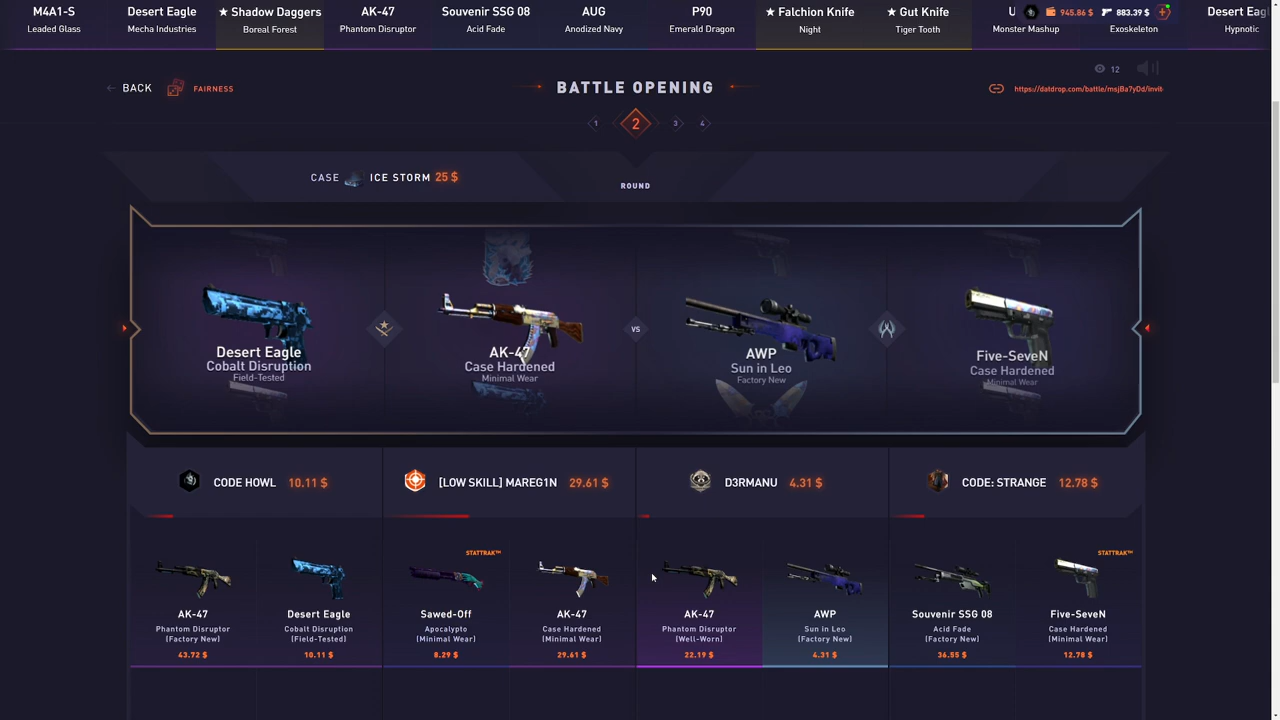 M4A1-S
Leaded Glass
Desert Eagle
Mecha Industries
★ Shadow Daggers
Boreal Forest
AK-47
Phantom Disruptor
Souvenir SSG 08
Acid Fade
AUG
Anodized Navy
P90
Emerald Dragon
★ Falchion Knife
Night
★ Gut Knife
Tiger Tooth
Monster Mashup
945.86 $
883.39 $
Exoskeleton
Desert Eagl
Hypnotic
12
← BACK
FAIRNESS
BATTLE OPENING
https://datdrop.com/battle/msjBa7yDd/invit
1
2
3
4
CASE ICE STORM 25 $
ROUND
Desert Eagle
Cobalt Disruption
Field-Tested
AK-47
Case Hardened
Minimal Wear
VS
AWP
Sun in Leo
Factory New
Five-SeveN
Case Hardened
Minimal Wear
CODE HOWL 10.11 $
[LOW SKILL] MAREG1N 29.61 $
D3RMANU 4.31 $
CODE: STRANGE 12.78 $
AK-47
Phantom Disruptor
[Factory New]
43.72 $
Desert Eagle
Cobalt Disruption
[Field-Tested]
10.11 $
STATTRAK™
Sawed-Off
Apocalypto
[Minimal Wear]
8.29 $
AK-47
Case Hardened
[Minimal Wear]
29.61 $
AK-47
Phantom Disruptor
[Well-Worn]
22.19 $
AWP
Sun in Leo
[Factory New]
4.31 $
Souvenir SSG 08
Acid Fade
[Factory New]
36.55 $
STATTRAK™
Five-SeveN
Case Hardened
[Minimal Wear]
12.78 $